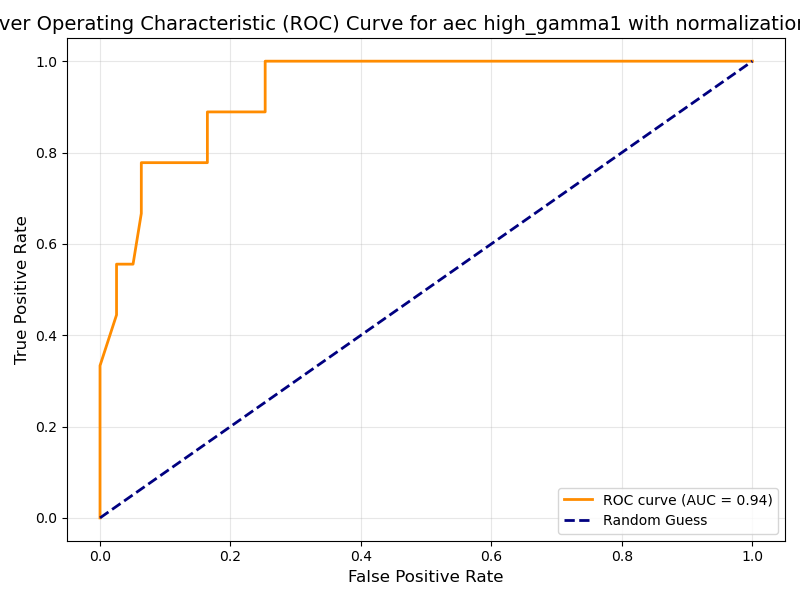 ver Operating Characteristic (ROC) Curve for aec high_gamma1 with normalization
1.0
0.8
0.6
0.4
0.2
0.0
True Positive Rate
ROC curve (AUC = 0.94)
Random Guess
0.0 0.2 0.4 0.6 0.8 1.0
False Positive Rate